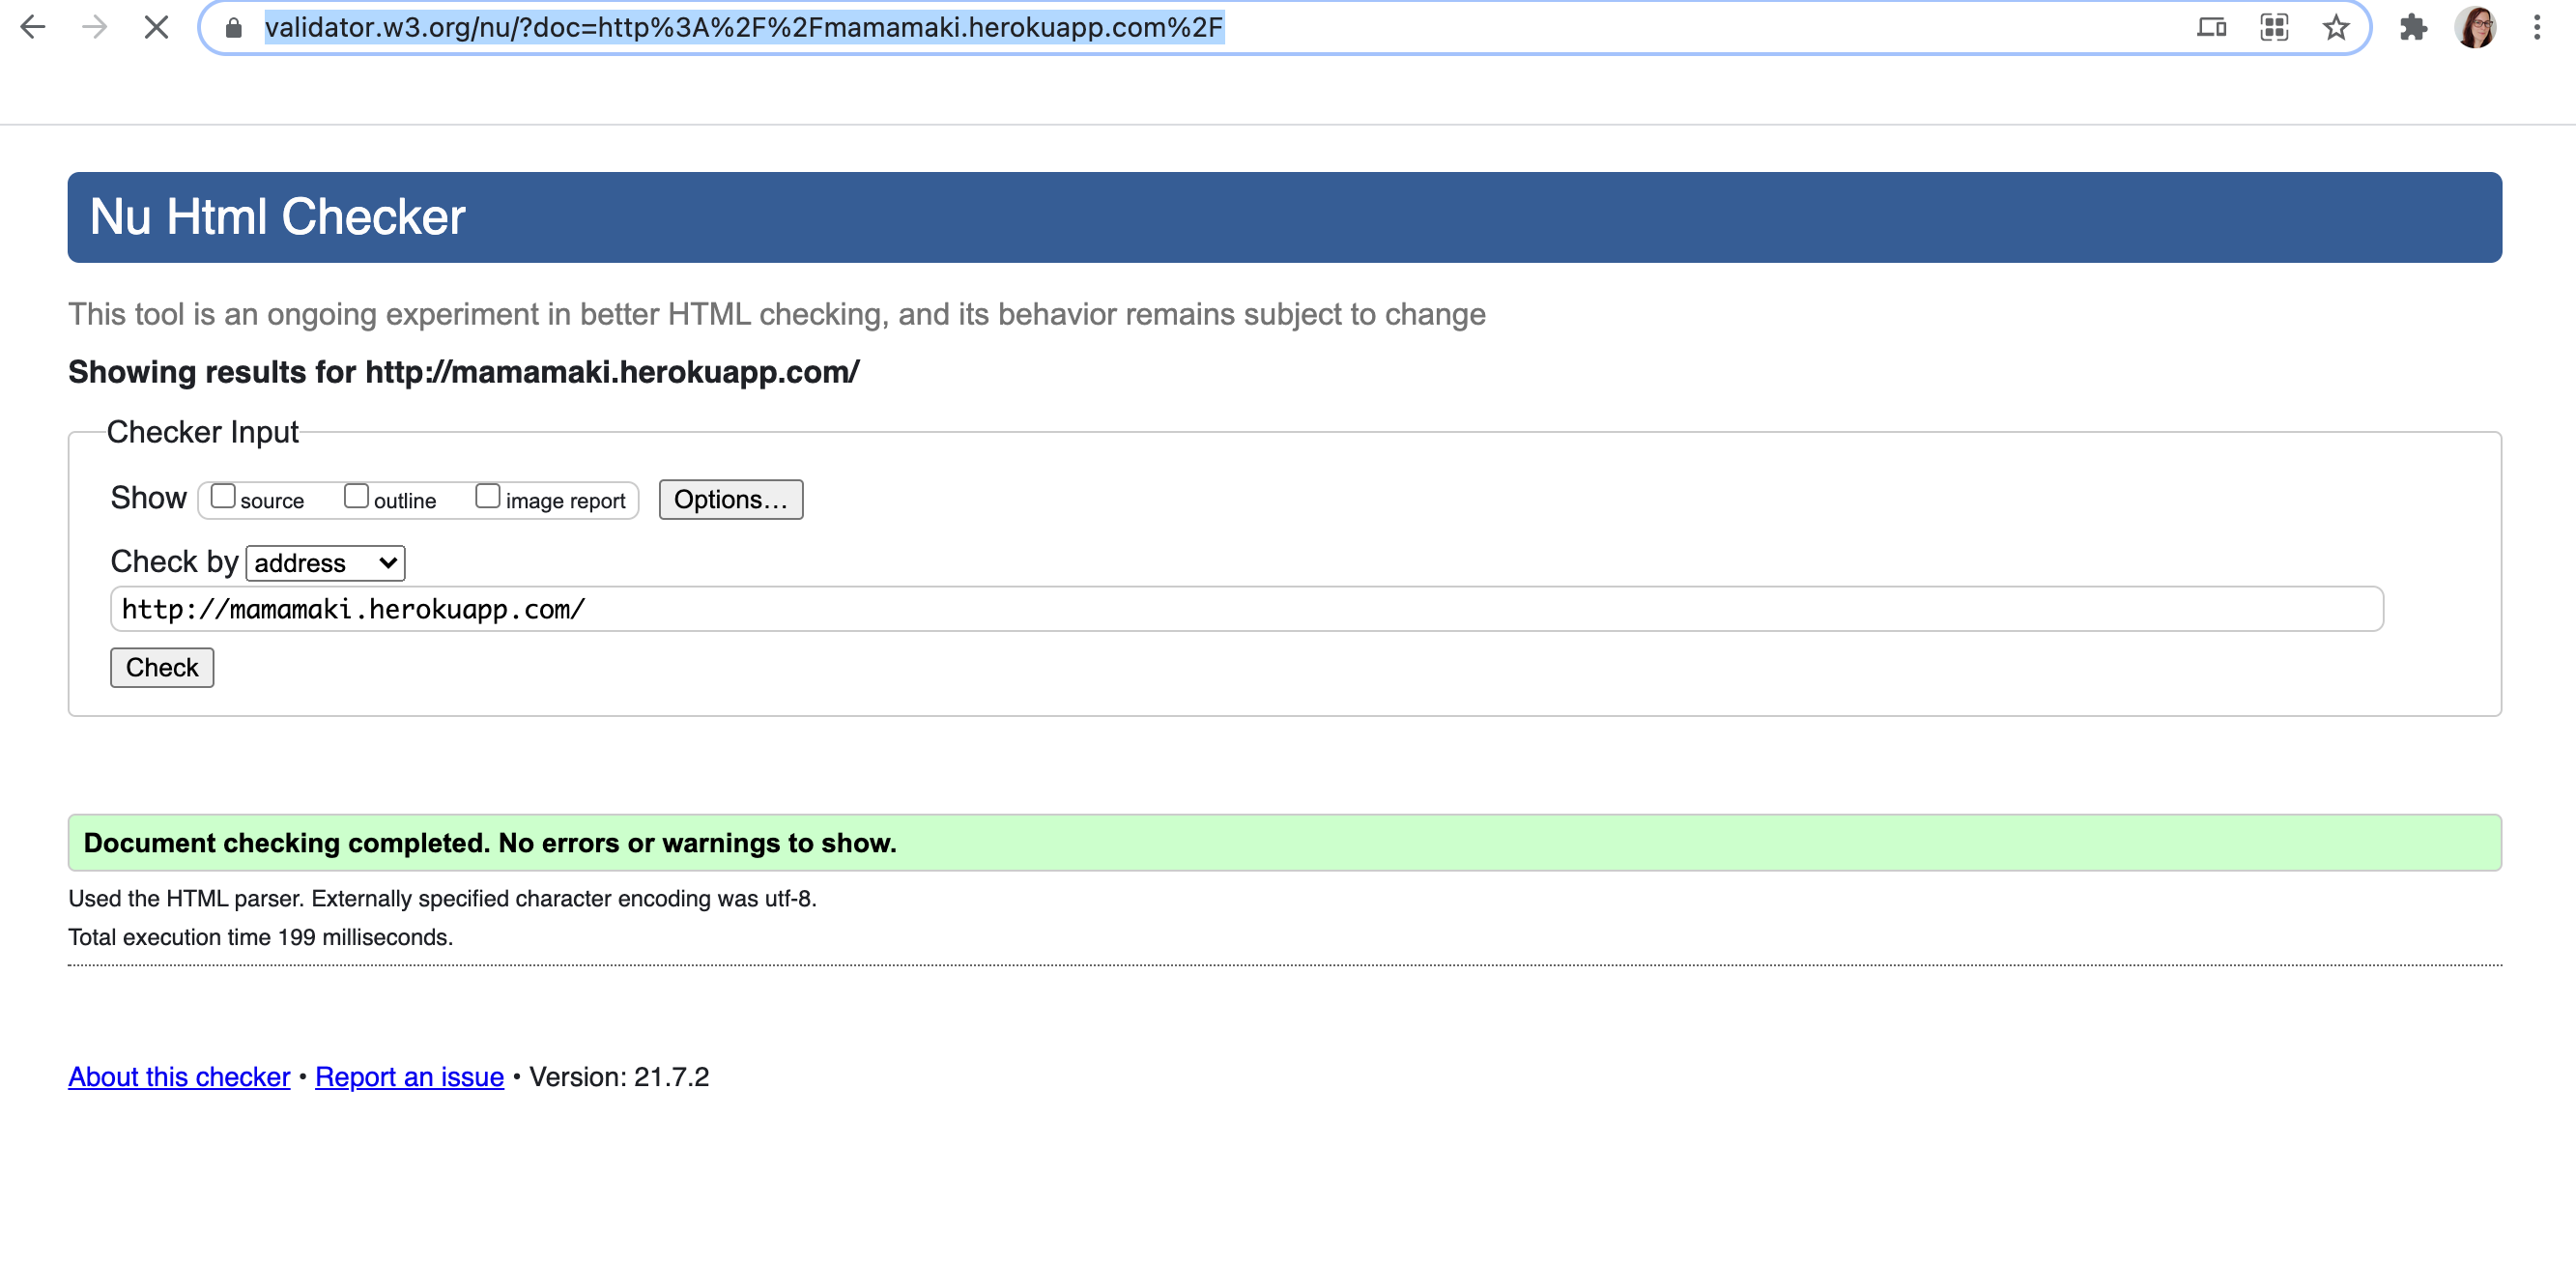 validator.w3.org/nu/?doc=http%3A%2F%2Fmamamaki.herokuapp.com%2F
Nu Html Checker
This tool is an ongoing experiment in better HTML checking, and its behavior remains subject to change
Showing results for http://mamamaki.herokuapp.com/
Checker Input
Show source outline image report Options...
Check by address
http://mamamaki.herokuapp.com/
Check
Document checking completed. No errors or warnings to show.
Used the HTML parser. Externally specified character encoding was utf-8.
Total execution time 199 milliseconds.
About this checker • Report an issue • Version: 21.7.2